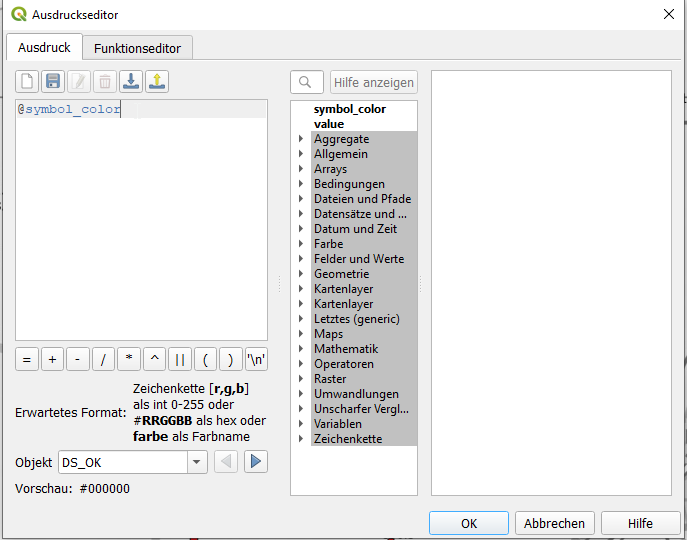 Ausdruckseditor
Ausdruck
Funktionseditor
Hilfe anzeigen
@symbol_color
symbol_color
value
Aggregate
Allgemein
Arrays
Bedingungen
Dateien und Pfade
Datensätze und ...
Datum und Zeit
Farbe
Felder und Werte
Geometrie
Kartenlayer
Kartenlayer
Letztes (generic)
Maps
Mathematik
Operatoren
Raster
Umwandlungen
Unscharfer Vergl...
Variablen
Zeichenkette
= + - / * ^ || ( ) '\n'
Erwartetes Format:
Zeichenkette [r,g,b]
als int 0-255 oder
#RRGGBB als hex oder
farbe als Farbname
Objekt DS_OK
Vorschau: #000000
OK
Abbrechen
Hilfe